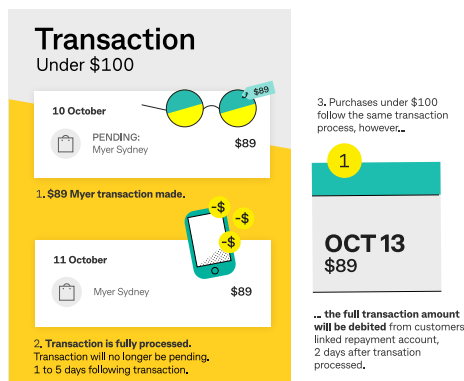 Transaction
Under $100
$89
10 October
PENDING:
Myer Sydney
$89
1. $89 Myer transaction made.
-$
-$
-$
11 October
Myer Sydney
$89
2. Transaction is fully processed.
Transaction will no longer be pending.
1 to 5 days following transaction.
3. Purchases under $100
follow the same transaction
process, however...
1
OCT 13
$89
... the full transaction amount
will be debited from customers
linked repayment account,
2 days after transation
processed.